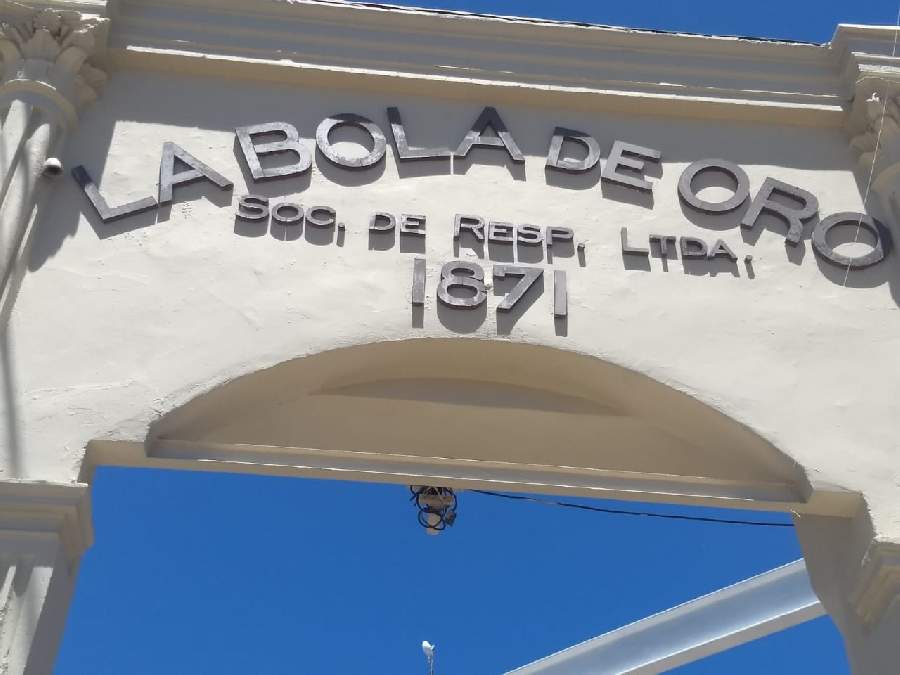 LA BOLA DE ORO
SOC. DE RESP. LTDA.
1871